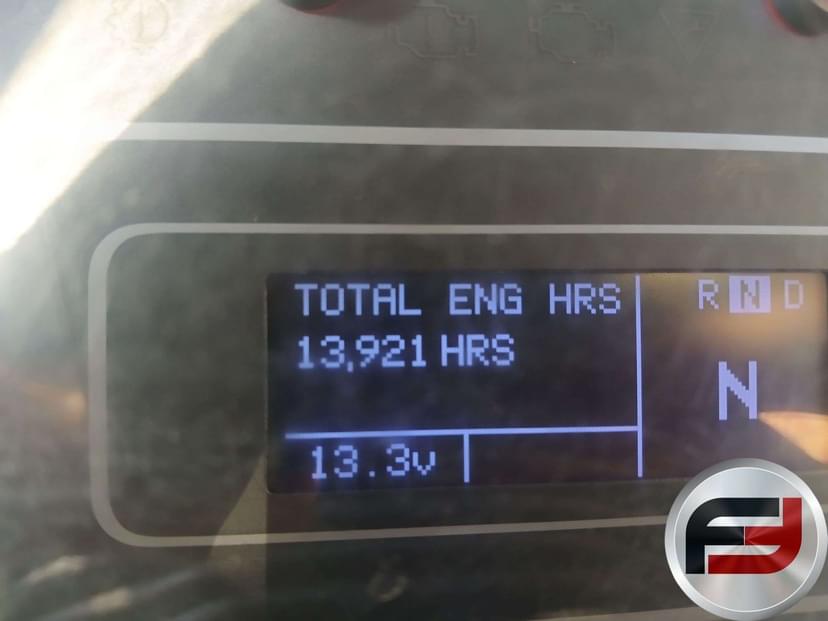 TOTAL ENG HRS
13,921 HRS
R N D
N
13.3v